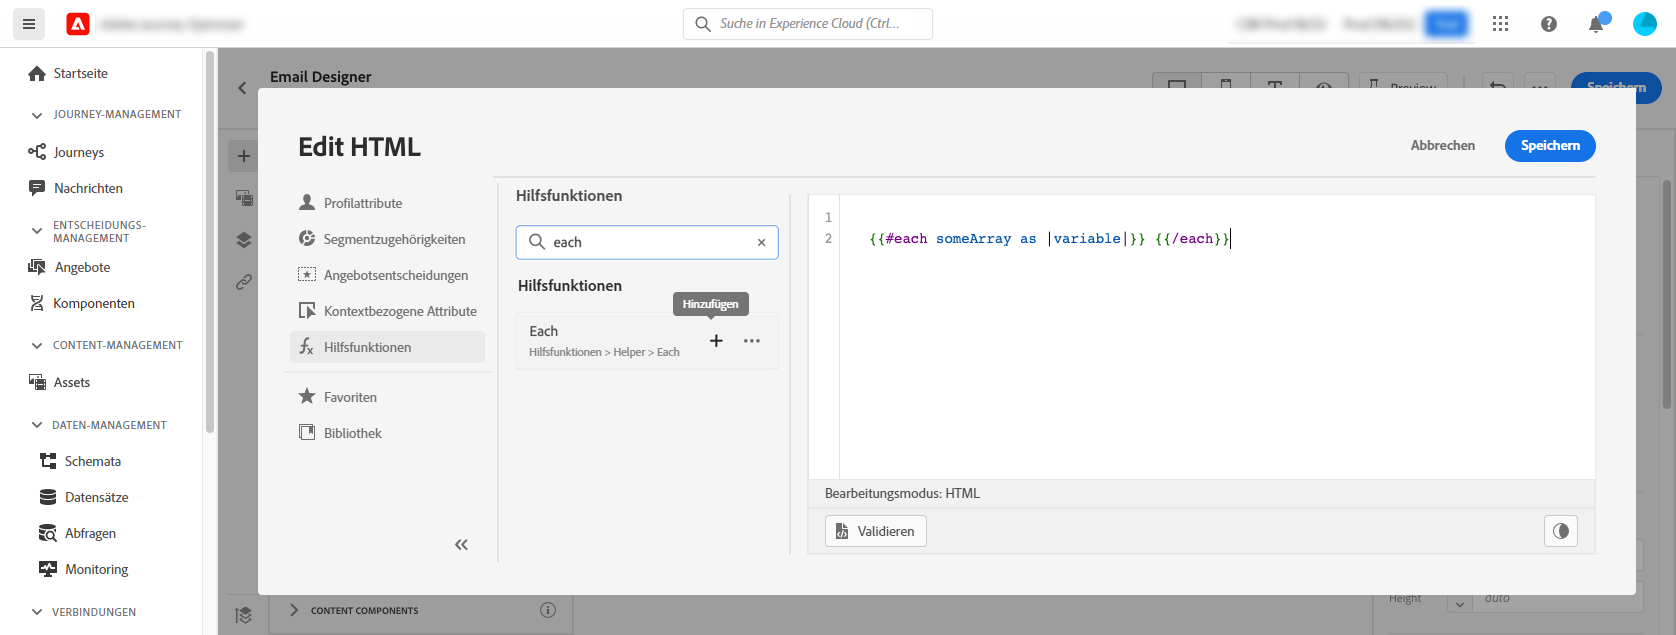 Suche in Experience Cloud (Ctrl...
Startseite
JOURNEY-MANAGEMENT
Journeys
Nachrichten
ENTSCHEIDUNGS-
MANAGEMENT
Angebote
Komponenten
CONTENT-MANAGEMENT
Assets
DATEN-MANAGEMENT
Schemata
Datensätze
Abfragen
Monitoring
VERBINDUNGEN
Email Designer
Preview
Speichern
Edit HTML
Abbrechen
Speichern
Profilattribute
Segmentzugehörigkeiten
Angebotsentscheidungen
Kontextbezogene Attribute
Hilfsfunktionen
Favoriten
Bibliothek
Hilfsfunktionen
each
Hilfsfunktionen
Hinzufügen
Each
Hilfsfunktionen > Helper > Each
1
2
{{#each someArray as |variable|}} {{/each}}
Bearbeitungsmodus: HTML
Validieren
CONTENT COMPONENTS
Height
auto